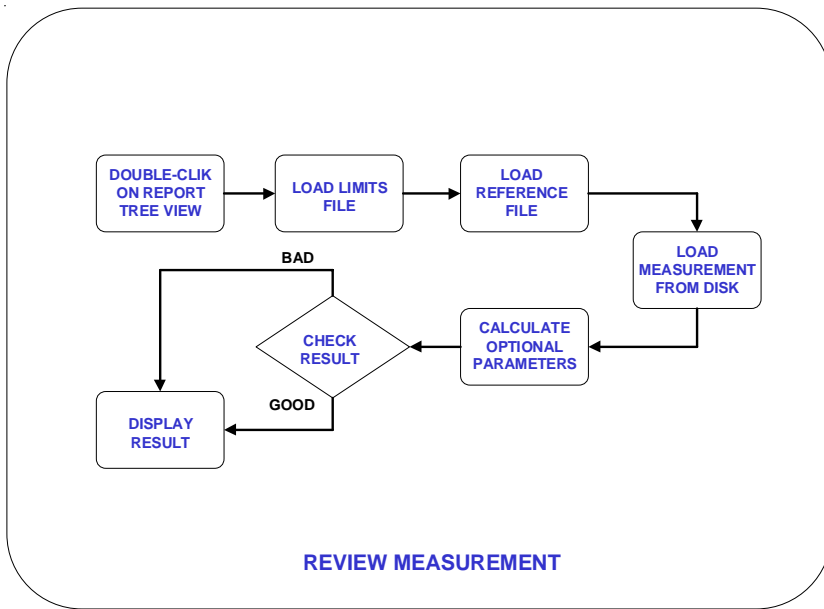 DOUBLE-CLIK
ON REPORT
TREE VIEW
LOAD LIMITS
FILE
LOAD
REFERENCE
FILE
LOAD
MEASUREMENT
FROM DISK
CALCULATE
OPTIONAL
PARAMETERS
CHECK
RESULT
BAD
GOOD
DISPLAY
RESULT
REVIEW MEASUREMENT